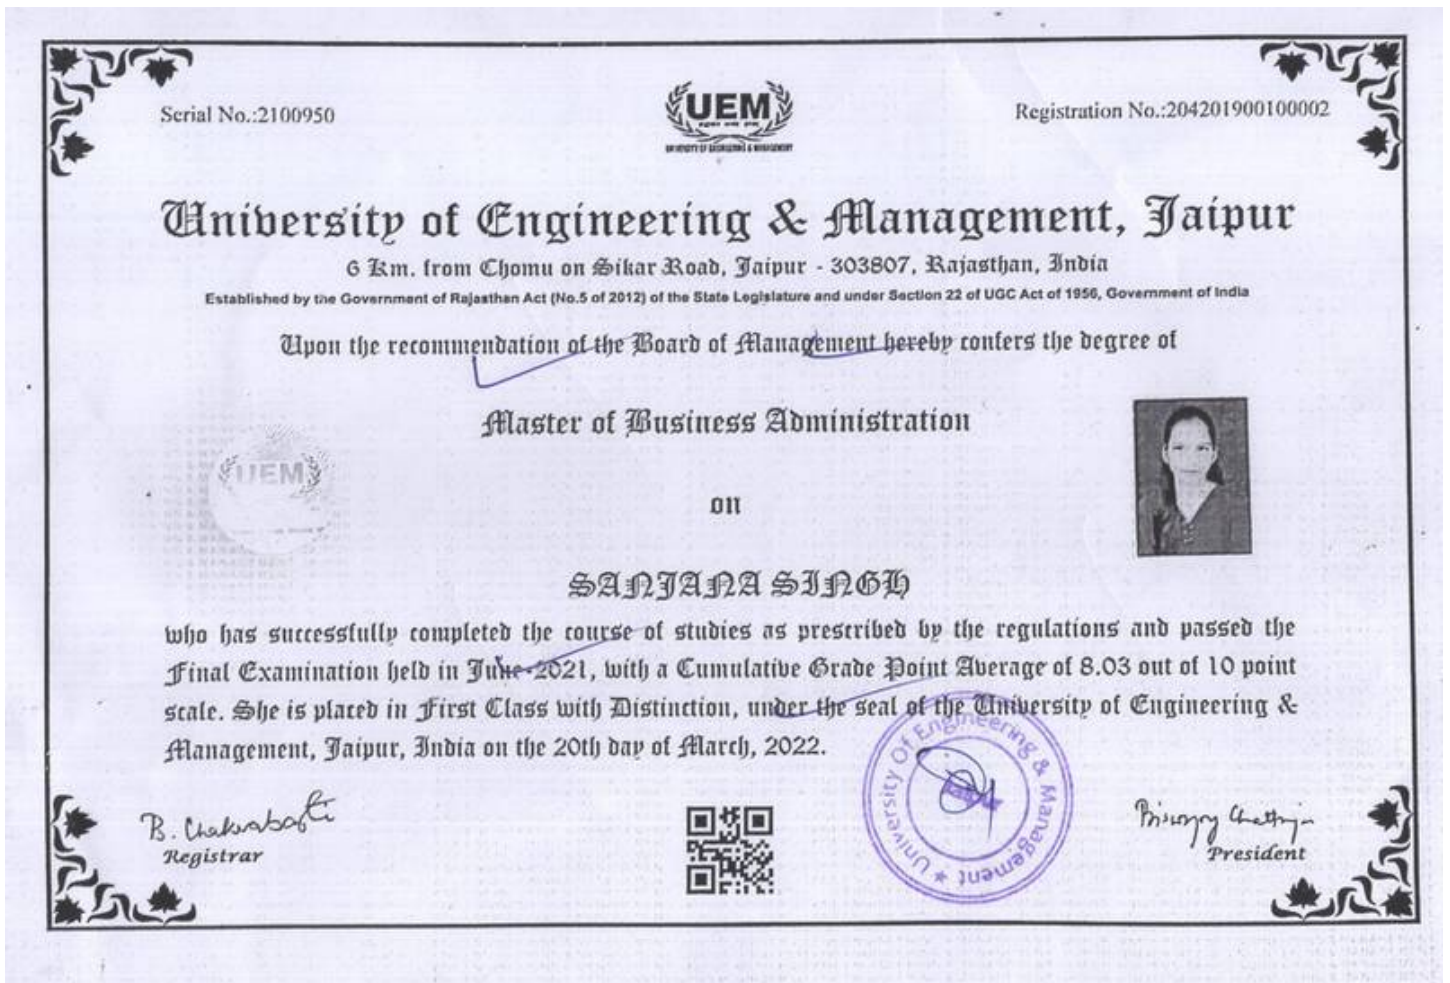 Serial No.:2100950
UEM
UNIVERSITY OF ENGINEERING & MANAGEMENT
Registration No.:204201900100002
University of Engineering & Management, Jaipur
6 Km. from Chomu on Sikar Road, Jaipur - 303807, Rajasthan, India
Established by the Government of Rajasthan Act (No.5 of 2012) of the State Legislature and under Section 22 of UGC Act of 1956, Government of India
Upon the recommendation of the Board of Management hereby confers the degree of
Master of Business Administration
UEM
on
SANJANA SINGH
who has successfully completed the course of studies as prescribed by the regulations and passed the
Final Examination held in June-2021, with a Cumulative Grade Point Average of 8.03 out of 10 point
scale. She is placed in First Class with Distinction, under the seal of the University of Engineering &
Management, Jaipur, India on the 20th day of March, 2022.
University Of Engineering & Management
B. Chakrabarti
Registrar
President